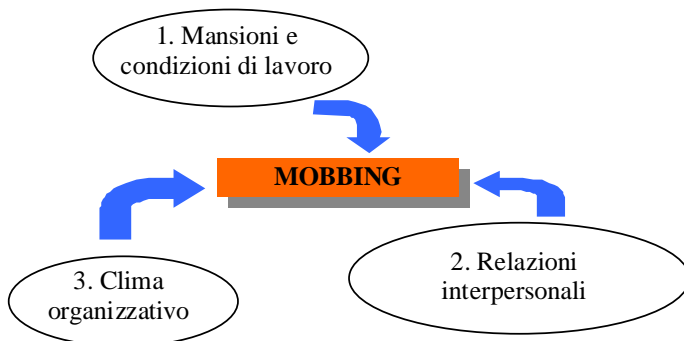 1. Mansioni e
condizioni di lavoro
MOBBING
2. Relazioni
interpersonali
3. Clima
organizzativo